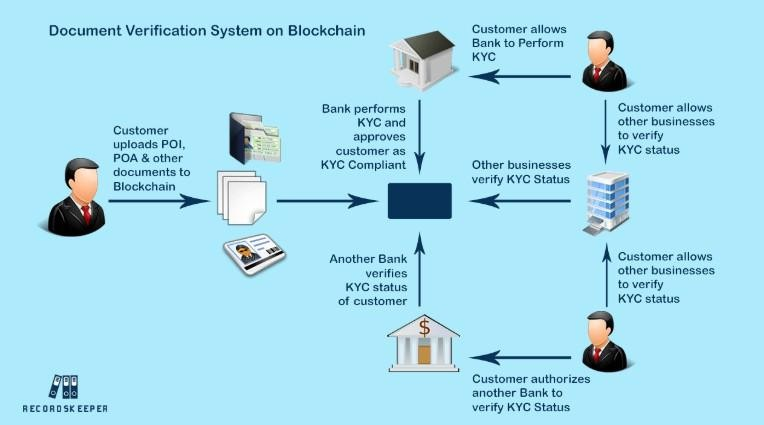 Document Verification System on Blockchain
Customer allows
Bank to Perform
KYC
Bank performs
KYC and
approves
customer as
KYC Compliant
Customer allows
other businesses
to verify
KYC status
Customer
uploads POI,
POA & other
documents to
Blockchain
Other businesses
verify KYC Status
Another Bank
verifies
KYC status
of customer
Customer allows
other businesses
to verify
KYC status
$
Customer authorizes
another Bank to
verify KYC Status
RECORDSKEEPER